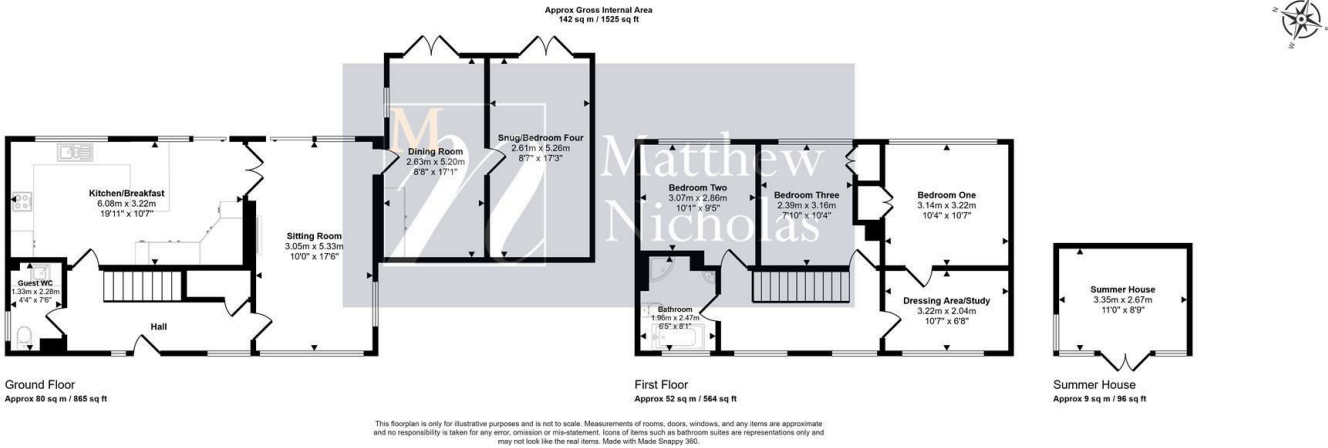 Approx Gross Internal Area
142 sq m / 1525 sq ft
N
W
Matthew
Nicholas
Kitchen/Breakfast
6.08m x 3.22m
19'11" x 10'7"
Guest WC
1.33m x 2.28m
4'4" x 7'6"
Hall
Sitting Room
3.05m x 5.33m
10'0" x 17'6"
Dining Room
2.63m x 5.20m
8'8" x 17'1"
Snug/Bedroom Four
2.61m x 5.26m
8'7" x 17'3"
Bedroom Two
3.07m x 2.86m
10'1" x 9'5"
Bedroom Three
2.39m x 3.16m
7'10" x 10'4"
Bedroom One
3.14m x 3.22m
10'4" x 10'7"
Bathroom
1.96m x 2.47m
6'5" x 8'1"
Dressing Area/Study
3.22m x 2.04m
10'7" x 6'8"
Summer House
3.35m x 2.67m
11'0" x 8'9"
Ground Floor
Approx 80 sq m / 865 sq ft
First Floor
Approx 52 sq m / 564 sq ft
Summer House
Approx 9 sq m / 96 sq ft
This floorplan is only for illustrative purposes and is not to scale. Measurements of rooms, doors, windows, and any items are approximate
and no responsibility is taken for any error, omission or mis-statement. Icons of items such as bathroom suites are representations only and
may not look like the real items. Made with Made Snappy 360.